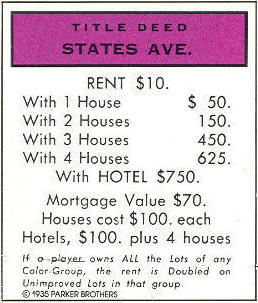 TITLE DEED
STATES AVE.
RENT $10.
With 1 House $ 50.
With 2 Houses 150.
With 3 Houses 450.
With 4 Houses 625.
With HOTEL $750.
Mortgage Value $70.
Houses cost $100. each
Hotels, $100. plus 4 houses
If a player owns ALL the Lots of any
Color-Group, the rent is Doubled on
Unimproved Lots in that group.
© 1935 PARKER BROTHERS